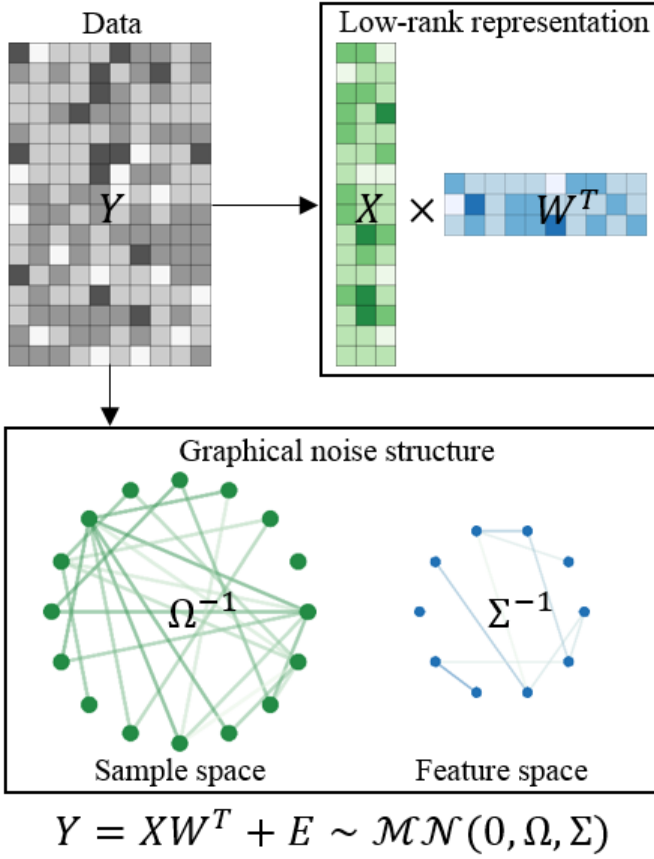 Data
Low-rank representation
Y
X × W^T
Graphical noise structure
Ω^{-1}
Σ^{-1}
Sample space
Feature space
Y = XW^T + E ~ 𝓜𝓝(0, Ω, Σ)